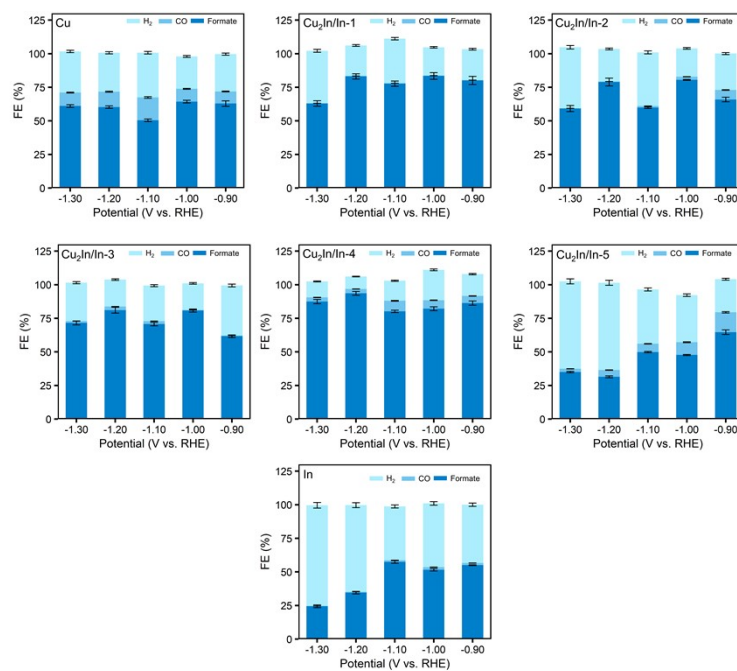 Cu
H₂ CO Formate
FE (%)
125
100
75
50
25
0
-1.30 -1.20 -1.10 -1.00 -0.90
Potential (V vs. RHE)
Cu₂In/In-1
H₂ CO Formate
FE (%)
125
100
75
50
25
0
-1.30 -1.20 -1.10 -1.00 -0.90
Potential (V vs. RHE)
Cu₂In/In-2
H₂ CO Formate
FE (%)
125
100
75
50
25
0
-1.30 -1.20 -1.10 -1.00 -0.90
Potential (V vs. RHE)
Cu₂In/In-3
H₂ CO Formate
FE (%)
125
100
75
50
25
0
-1.30 -1.20 -1.10 -1.00 -0.90
Potential (V vs. RHE)
Cu₂In/In-4
H₂ CO Formate
FE (%)
125
100
75
50
25
0
-1.30 -1.20 -1.10 -1.00 -0.90
Potential (V vs. RHE)
Cu₂In/In-5
H₂ CO Formate
FE (%)
125
100
75
50
25
0
-1.30 -1.20 -1.10 -1.00 -0.90
Potential (V vs. RHE)
In
H₂ CO Formate
FE (%)
125
100
75
50
25
0
-1.30 -1.20 -1.10 -1.00 -0.90
Potential (V vs. RHE)